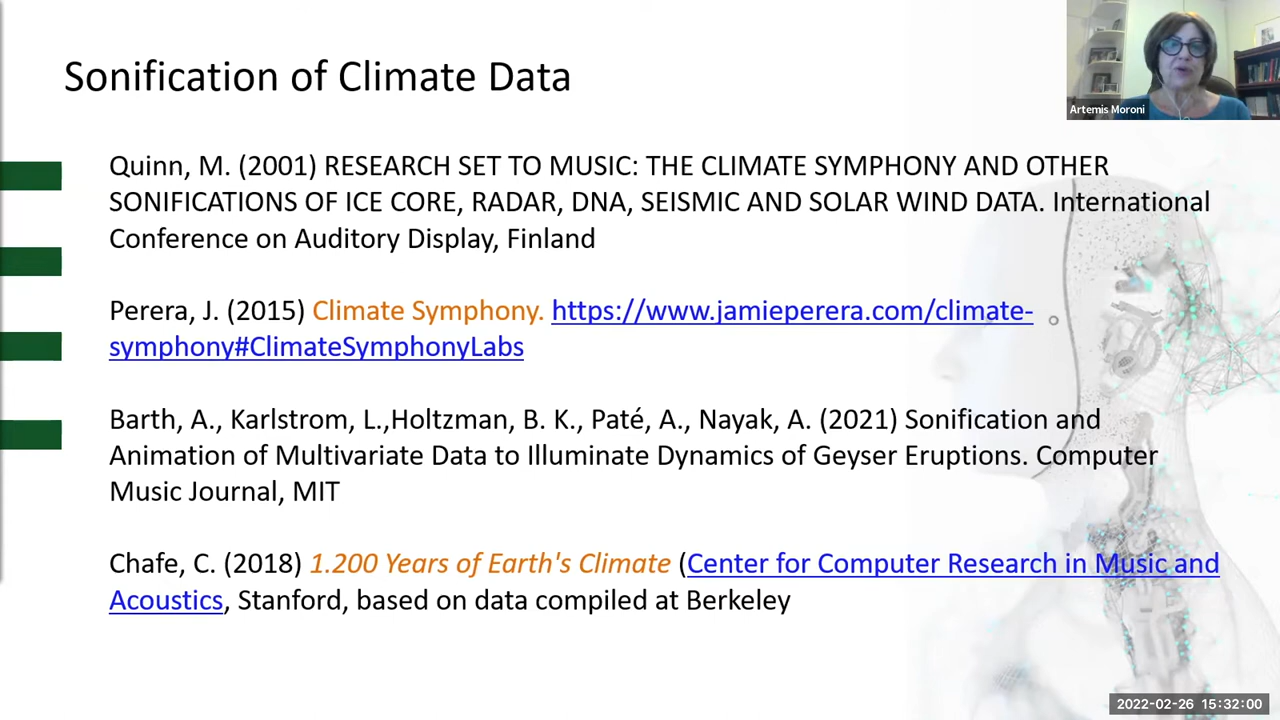 Sonification of Climate Data
Artemis Moroni
Quinn, M. (2001) RESEARCH SET TO MUSIC: THE CLIMATE SYMPHONY AND OTHER
SONIFICATIONS OF ICE CORE, RADAR, DNA, SEISMIC AND SOLAR WIND DATA. International
Conference on Auditory Display, Finland
Perera, J. (2015) Climate Symphony. https://www.jamieperera.com/climate-
symphony#ClimateSymphonyLabs
Barth, A., Karlstrom, L.,Holtzman, B. K., Paté, A., Nayak, A. (2021) Sonification and
Animation of Multivariate Data to Illuminate Dynamics of Geyser Eruptions. Computer
Music Journal, MIT
Chafe, C. (2018) 1.200 Years of Earth's Climate (Center for Computer Research in Music and
Acoustics, Stanford, based on data compiled at Berkeley
2022-02-26 15:32:00